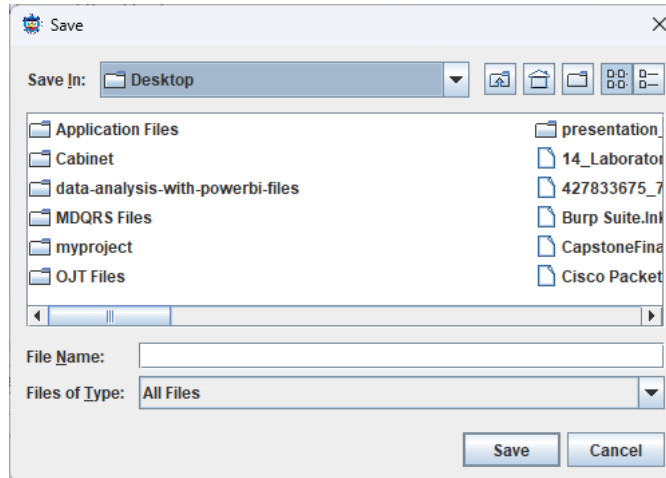 Save
Save In: Desktop
Application Files
Cabinet
data-analysis-with-powerbi-files
MDQRS Files
myproject
OJT Files
presentation_
14_Laborator
427833675_7
Burp Suite.lnk
CapstoneFina
Cisco Packet
File Name:
Files of Type: All Files
Save Cancel